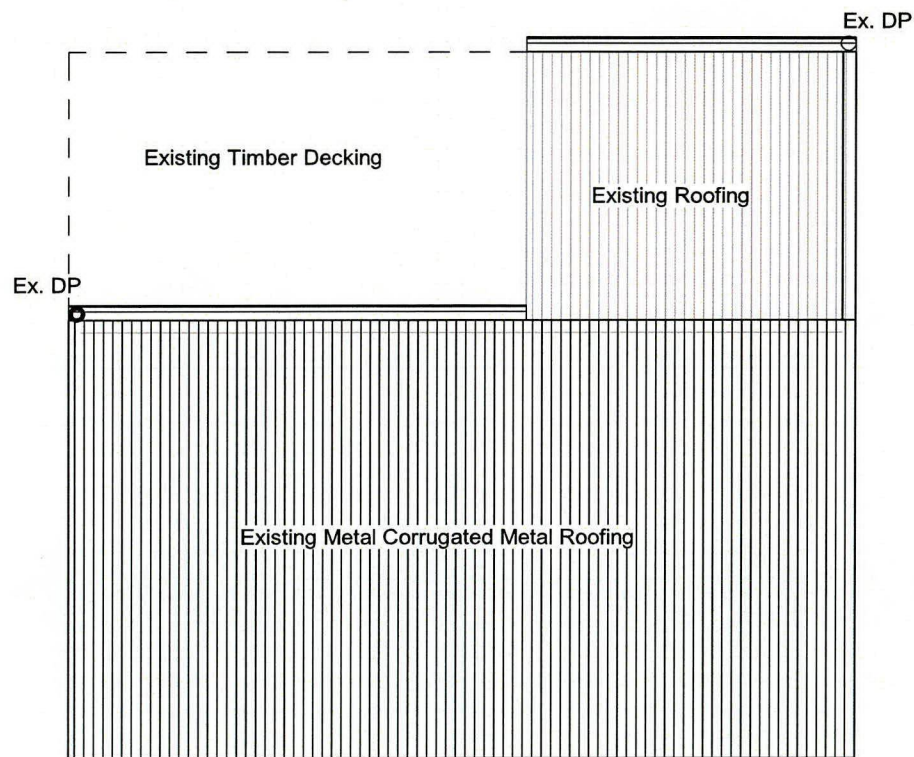 Ex. DP
Existing Timber Decking
Existing Roofing
Ex. DP
Existing Metal Corrugated Metal Roofing